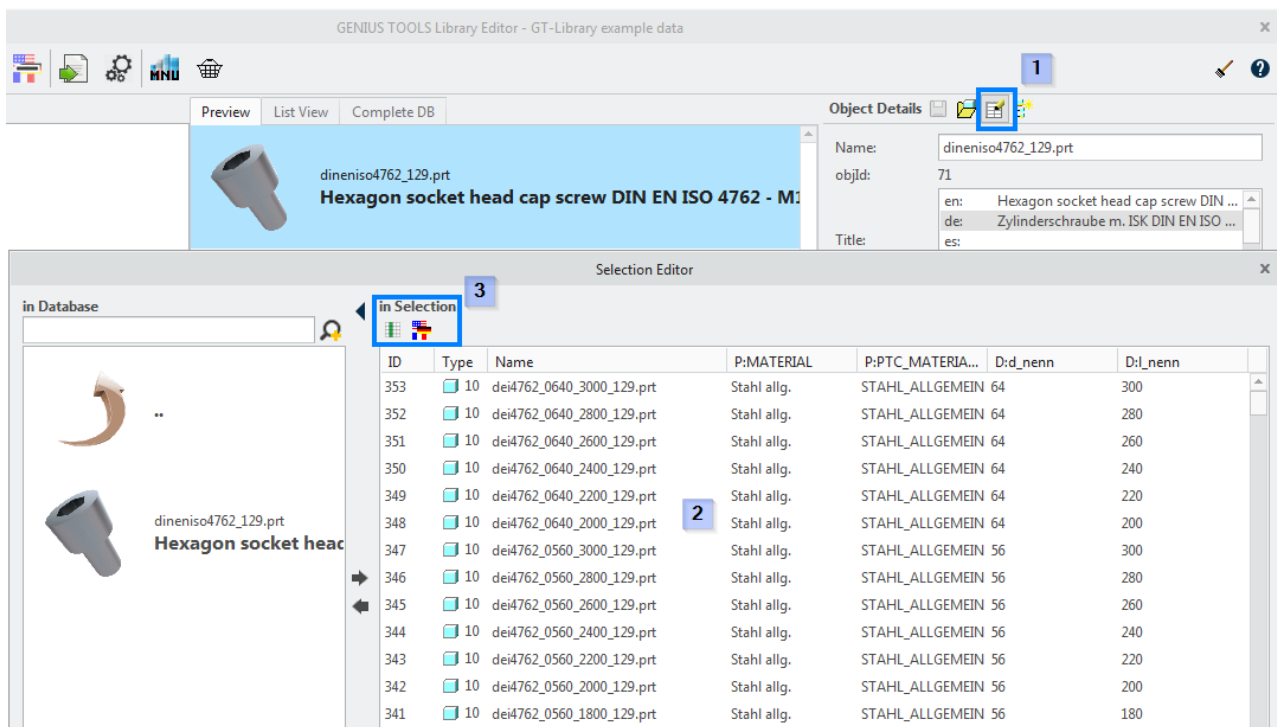 GENIUS TOOLS Library Editor - GT-Library example data
x
MNU
1
?
Preview List View Complete DB
Object Details
dineniso4762_129.prt
Hexagon socket head cap screw DIN EN ISO 4762 - M1
Name: dineniso4762_129.prt
objId: 71
en: Hexagon socket head cap screw DIN ...
de: Zylinderschraube m. ISK DIN EN ISO ...
Title: es:
Selection Editor
x
in Database
in Selection
3
..
dineniso4762_129.prt
Hexagon socket head
ID Type Name P:MATERIAL P:PTC_MATERIA... D:d_nenn D:l_nenn
353 10 dei4762_0640_3000_129.prt Stahl allg. STAHL_ALLGEMEIN 64 300
352 10 dei4762_0640_2800_129.prt Stahl allg. STAHL_ALLGEMEIN 64 280
351 10 dei4762_0640_2600_129.prt Stahl allg. STAHL_ALLGEMEIN 64 260
350 10 dei4762_0640_2400_129.prt Stahl allg. STAHL_ALLGEMEIN 64 240
349 10 dei4762_0640_2200_129.prt Stahl allg. STAHL_ALLGEMEIN 64 220
348 10 dei4762_0640_2000_129.prt Stahl allg. STAHL_ALLGEMEIN 64 200
2
347 10 dei4762_0560_3000_129.prt Stahl allg. STAHL_ALLGEMEIN 56 300
346 10 dei4762_0560_2800_129.prt Stahl allg. STAHL_ALLGEMEIN 56 280
345 10 dei4762_0560_2600_129.prt Stahl allg. STAHL_ALLGEMEIN 56 260
344 10 dei4762_0560_2400_129.prt Stahl allg. STAHL_ALLGEMEIN 56 240
343 10 dei4762_0560_2200_129.prt Stahl allg. STAHL_ALLGEMEIN 56 220
342 10 dei4762_0560_2000_129.prt Stahl allg. STAHL_ALLGEMEIN 56 200
341 10 dei4762_0560_1800_129.prt Stahl allg. STAHL_ALLGEMEIN 56 180